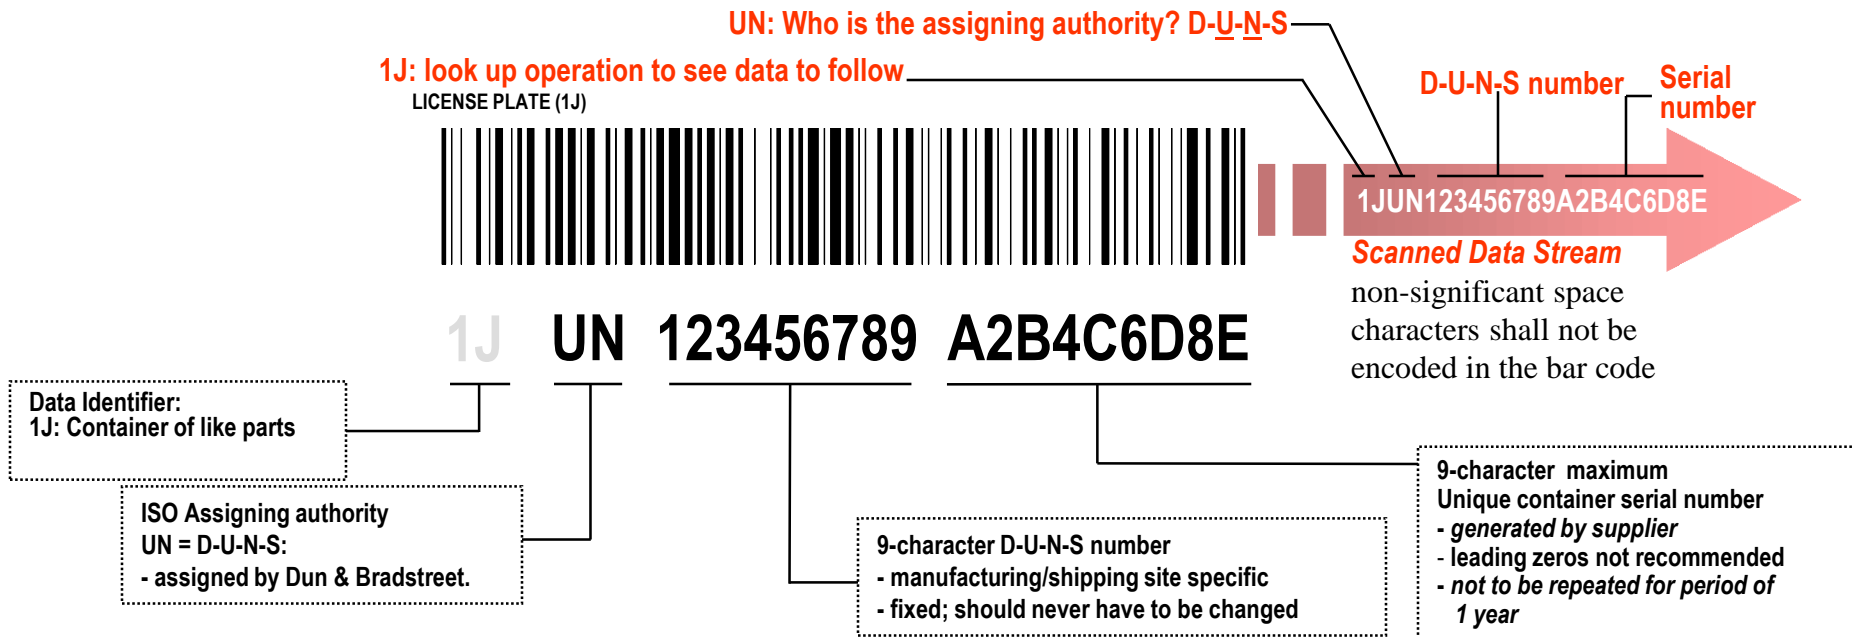 UN: Who is the assigning authority? D-U-N-S
1J: look up operation to see data to follow
LICENSE PLATE (1J)
D-U-N-S number
Serial
number
1JUN123456789A2B4C6D8E
Scanned Data Stream
non-significant space
characters shall not be
encoded in the bar code
1J UN 123456789 A2B4C6D8E
Data Identifier:
1J: Container of like parts
ISO Assigning authority
UN = D-U-N-S:
- assigned by Dun & Bradstreet.
9-character D-U-N-S number
- manufacturing/shipping site specific
- fixed; should never have to be changed
9-character maximum
Unique container serial number
- generated by supplier
- leading zeros not recommended
- not to be repeated for period of
1 year